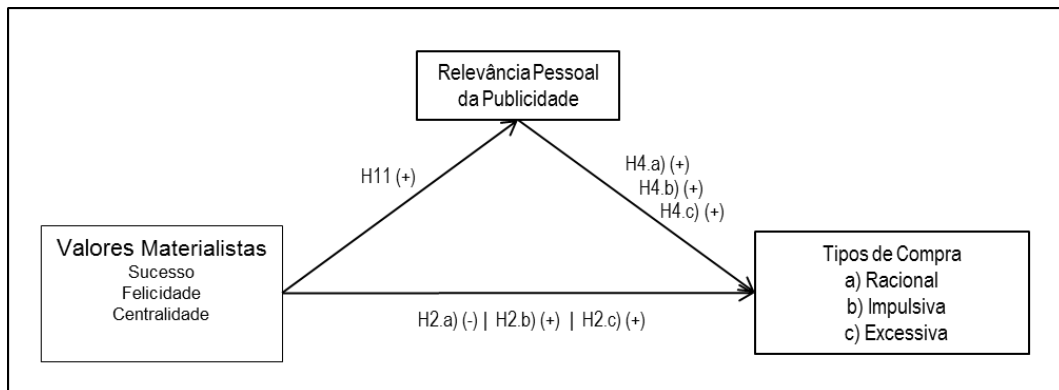 Relevância Pessoal
da Publicidade
H11 (+)
H4.a) (+)
H4.b) (+)
H4.c) (+)
Valores Materialistas
Sucesso
Felicidade
Centralidade
H2.a) (-) | H2.b) (+) | H2.c) (+)
Tipos de Compra
a) Racional
b) Impulsiva
c) Excessiva